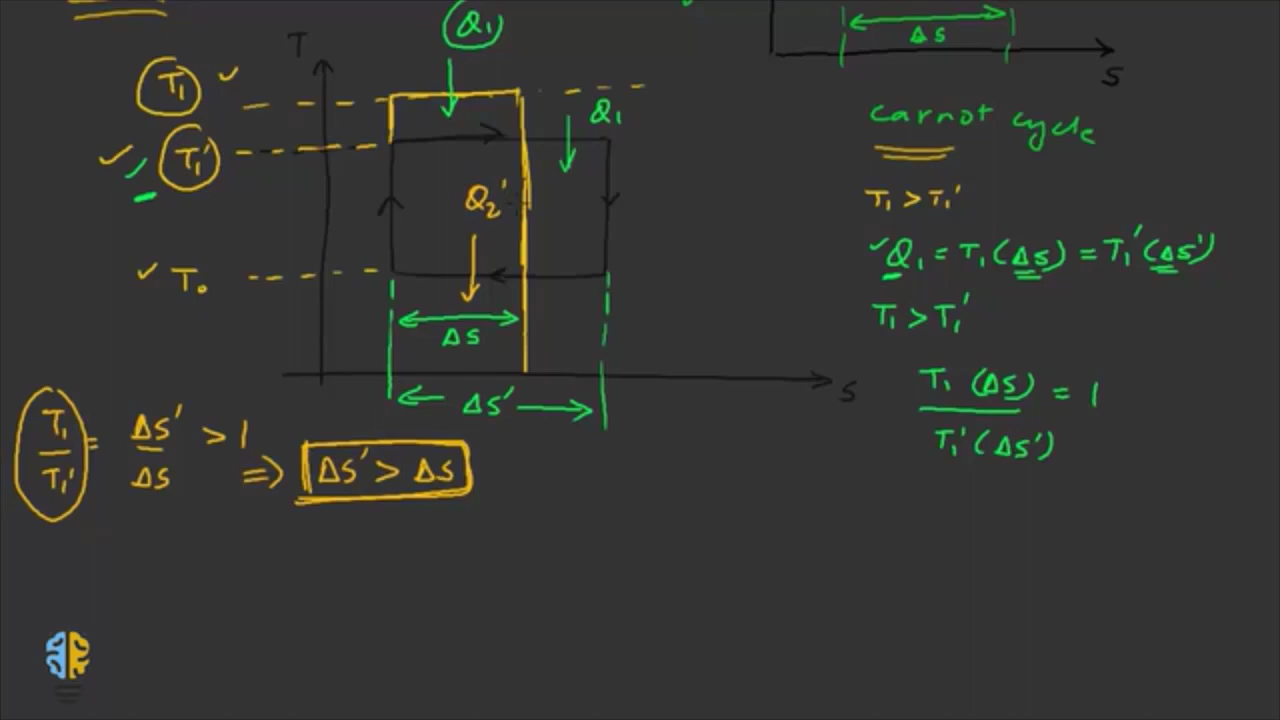 Q₁
T
Δs
s
T₁
Q₁
carnot cycle
T₁'
T₁ > T₁'
Q₂'
Q₁ = T₁(Δs) = T₁'(Δs')
T₀
T₁ > T₁'
Δs
T₁ (Δs) / T₁'(Δs') = 1
s
Δs'
T₁ / T₁' = Δs' / Δs > 1 ⇒ Δs' > Δs